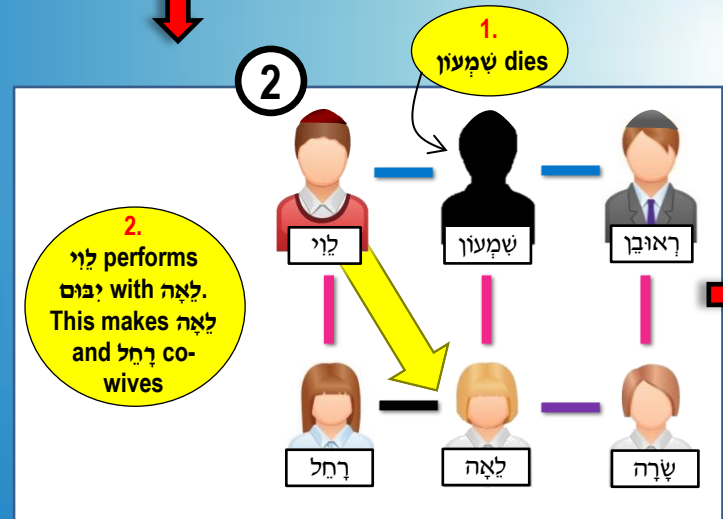 1.
שִׁמְעוֹן dies
2
2.
לֵוִי performs
יִבּוּם with לֵאָה.
This makes לֵאָה
and רָחֵל co-
wives
לֵוִי
שִׁמְעוֹן
רְאוּבֵן
רָחֵל
לֵאָה
שָׂרָה